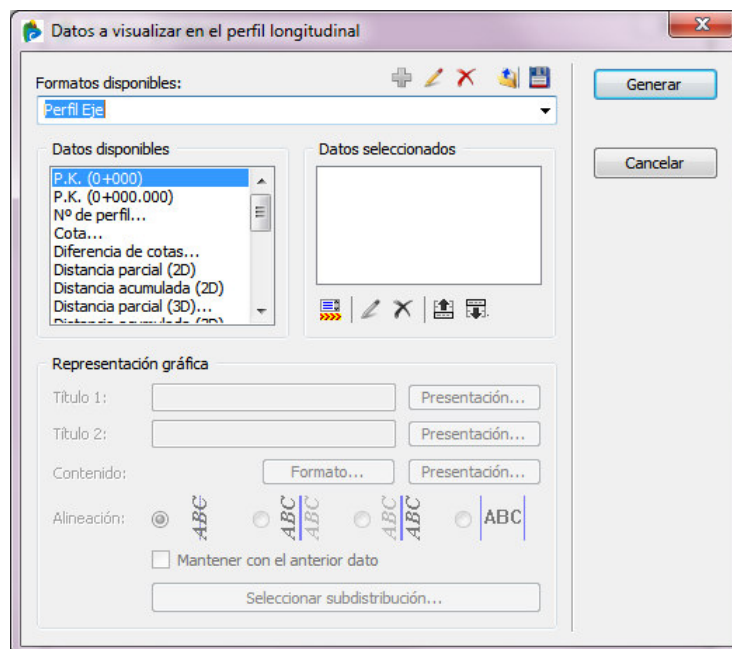 Datos a visualizar en el perfil longitudinal
Formatos disponibles:
Perfil Eje
Generar
Cancelar
Datos disponibles
P.K. (0+000)
P.K. (0+000.000)
Nº de perfil...
Cota...
Diferencia de cotas...
Distancia parcial (2D)
Distancia acumulada (2D)
Distancia parcial (3D)...
Datos seleccionados
Representación gráfica
Título 1:
Presentación...
Título 2:
Presentación...
Contenido:
Formato...
Presentación...
Alineación:
ABC
ABC
ABC
ABC
ABC
ABC
Mantener con el anterior dato
Seleccionar subdistribución...